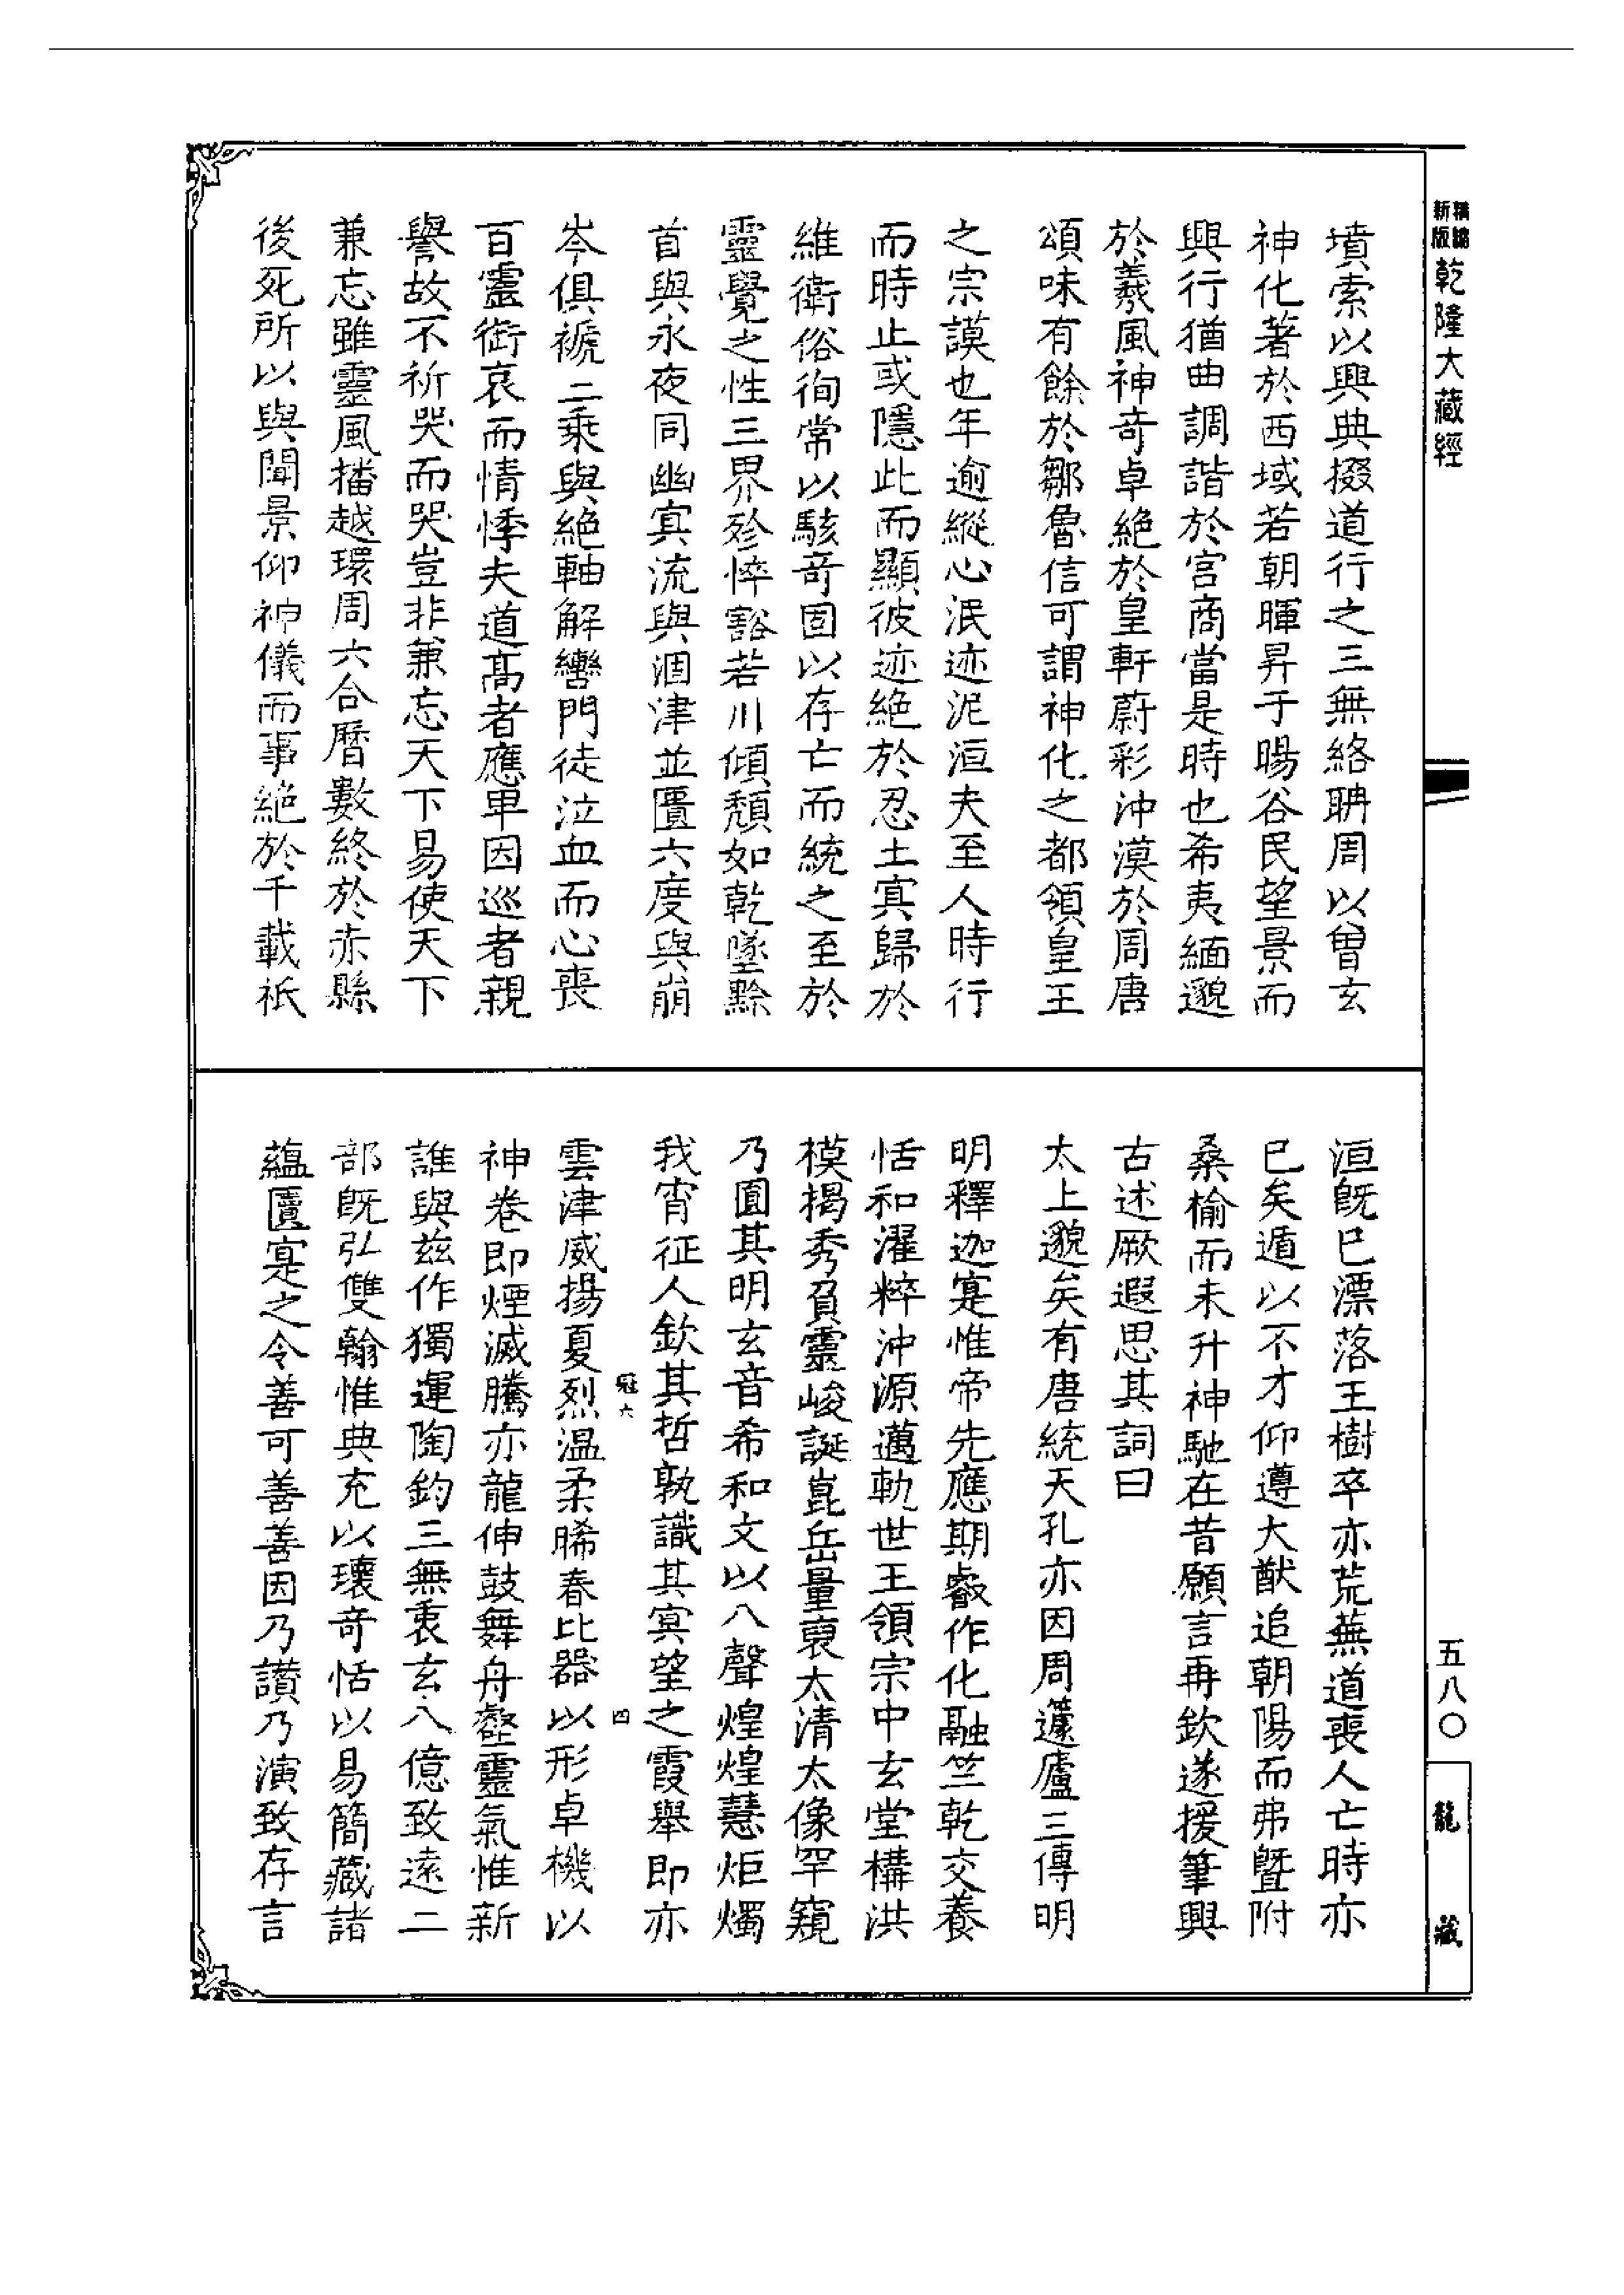 精編新版乾隆大藏經
墳索以興典掇道行之三無絡聃周以曾玄
神化著於西域若朝暉昇于暘谷民望景而
興行猶曲調諧於宮商當是時也希夷緬邈
於羲風神奇卓絕於皇軒蔚彩沖漠於周唐
頌味有餘於鄒魯信可謂神化之都領皇王
之宗謨也年逾縱心泯迹泥洹夫至人時行
而時止或隱此而顯彼迹絕於忍土冥歸於
維衛俗徇常以駭奇固以存亡而統之至於
靈覺之性三界殄悴豁若川傾頹如乾墜黔
首與永夜同幽冥流與涸津並匱六度與崩
岑俱褫二乘與絕軸解轡門徒泣血而心喪
百靈銜哀而情悸夫道高者應卑因巡者親
譽故不祈哭而哭豈非兼忘天下易使天下
兼忘雖靈風播越環周六合曆數終於赤縣
後死所以與聞景仰神儀而事絕於千載祇
洹既已漂落王樹卒亦荒蕪道喪人亡時亦
已矣遁以不才仰遵大猷追朝陽而弗暨附
桑榆而未升神馳在昔願言再欽遂援筆興
古述厥遐思其詞曰
太上邈矣有唐統天孔亦因周蘧廬三傳明
明釋迦寔惟帝先應期叡作化融竺乾交養
恬和濯粹沖源邁軌世王領宗中玄堂構洪
模揭秀負靈峻誕崑岳量裒太清太像罕窺
乃圓其明玄音希和文以八聲煌煌慧炬燭
我宵征人欽其哲孰識其冥望之霞舉即亦
冠六
四
雲津威揚夏烈溫柔晞春比器以形卓機以
神卷即煙滅騰亦龍伸鼓舞舟壑靈氣惟新
誰與茲作獨運陶鈞三無衷玄八億致遠二
部既弘雙翰惟典充以瓌奇恬以易簡藏諸
蘊匱寔之令善可善善因乃讚乃演致存言
五八〇
龍藏